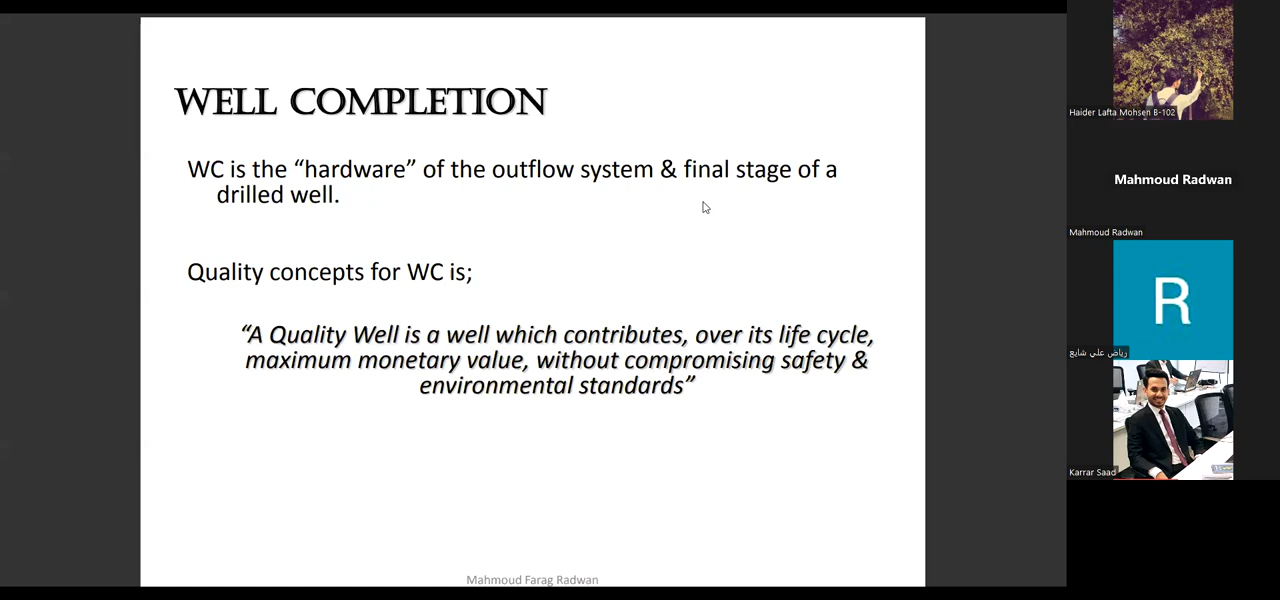 WELL COMPLETION
WC is the “hardware” of the outflow system & final stage of a
drilled well.
Quality concepts for WC is;
“A Quality Well is a well which contributes, over its life cycle,
maximum monetary value, without compromising safety &
environmental standards”
Mahmoud Farag Radwan
Haider Lafta Mohsen B-102
Mahmoud Radwan
Mahmoud Radwan
R
رياض علي شايع
Karrar Saad